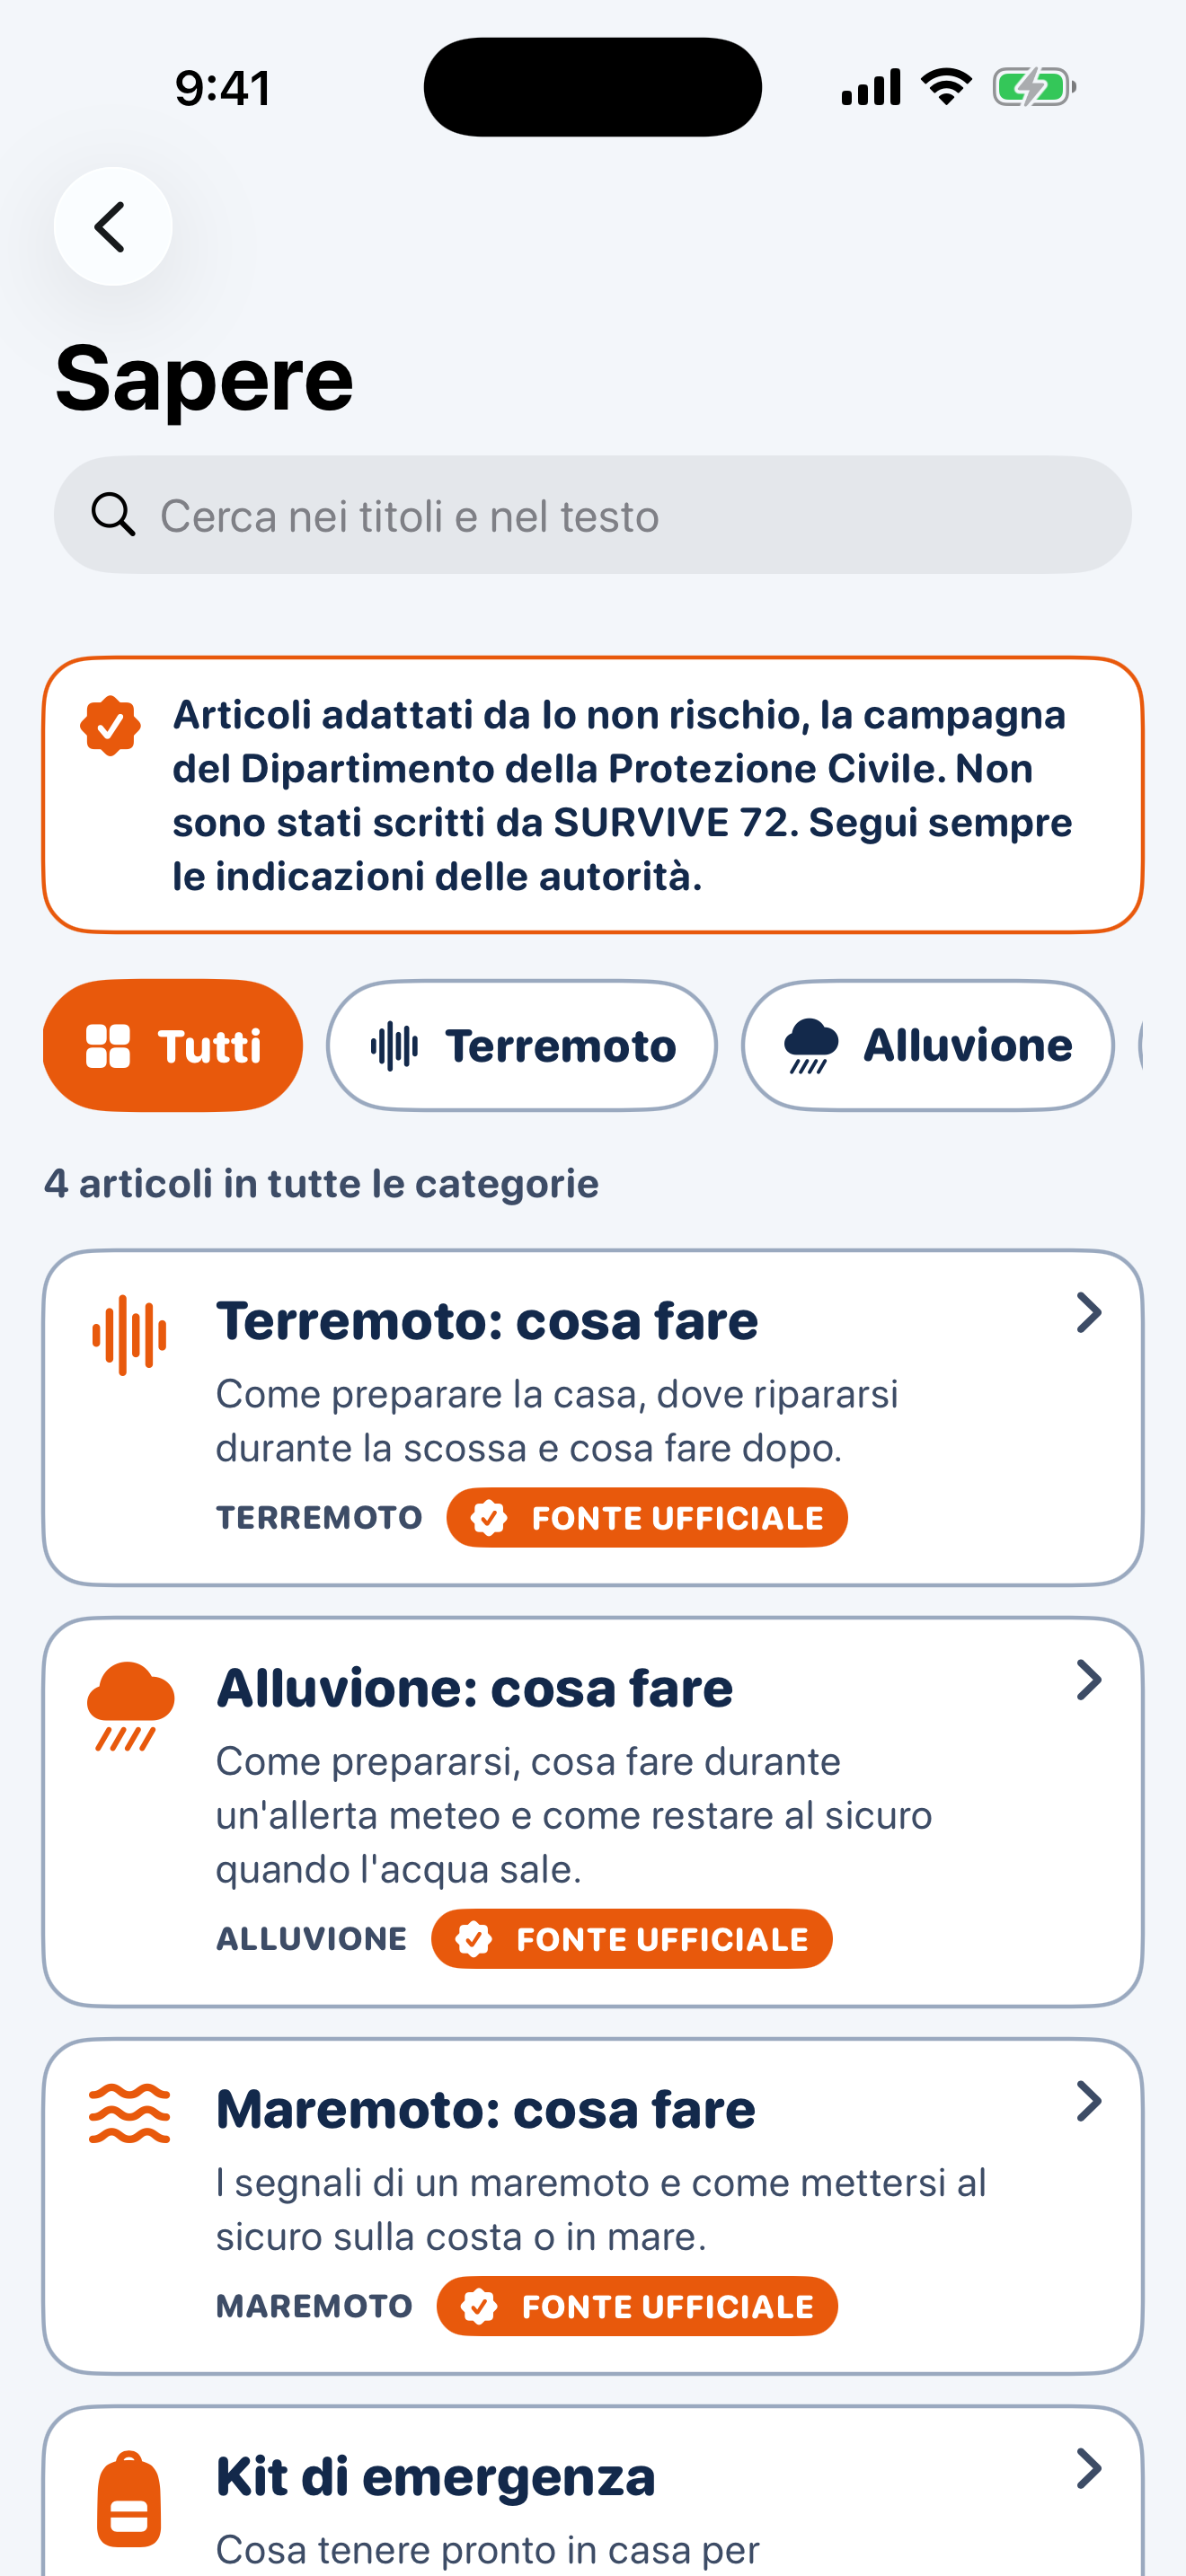 9:41
Sapere
Cerca nei titoli e nel testo
Articoli adattati da Io non rischio, la campagna
del Dipartimento della Protezione Civile. Non
sono stati scritti da SURVIVE 72. Segui sempre
le indicazioni delle autorità.
Tutti
Terremoto
Alluvione
4 articoli in tutte le categorie
Terremoto: cosa fare
Come preparare la casa, dove ripararsi
durante la scossa e cosa fare dopo.
TERREMOTO
FONTE UFFICIALE
Alluvione: cosa fare
Come prepararsi, cosa fare durante
un'allerta meteo e come restare al sicuro
quando l'acqua sale.
ALLUVIONE
FONTE UFFICIALE
Maremoto: cosa fare
I segnali di un maremoto e come mettersi al
sicuro sulla costa o in mare.
MAREMOTO
FONTE UFFICIALE
Kit di emergenza
Cosa tenere pronto in casa per